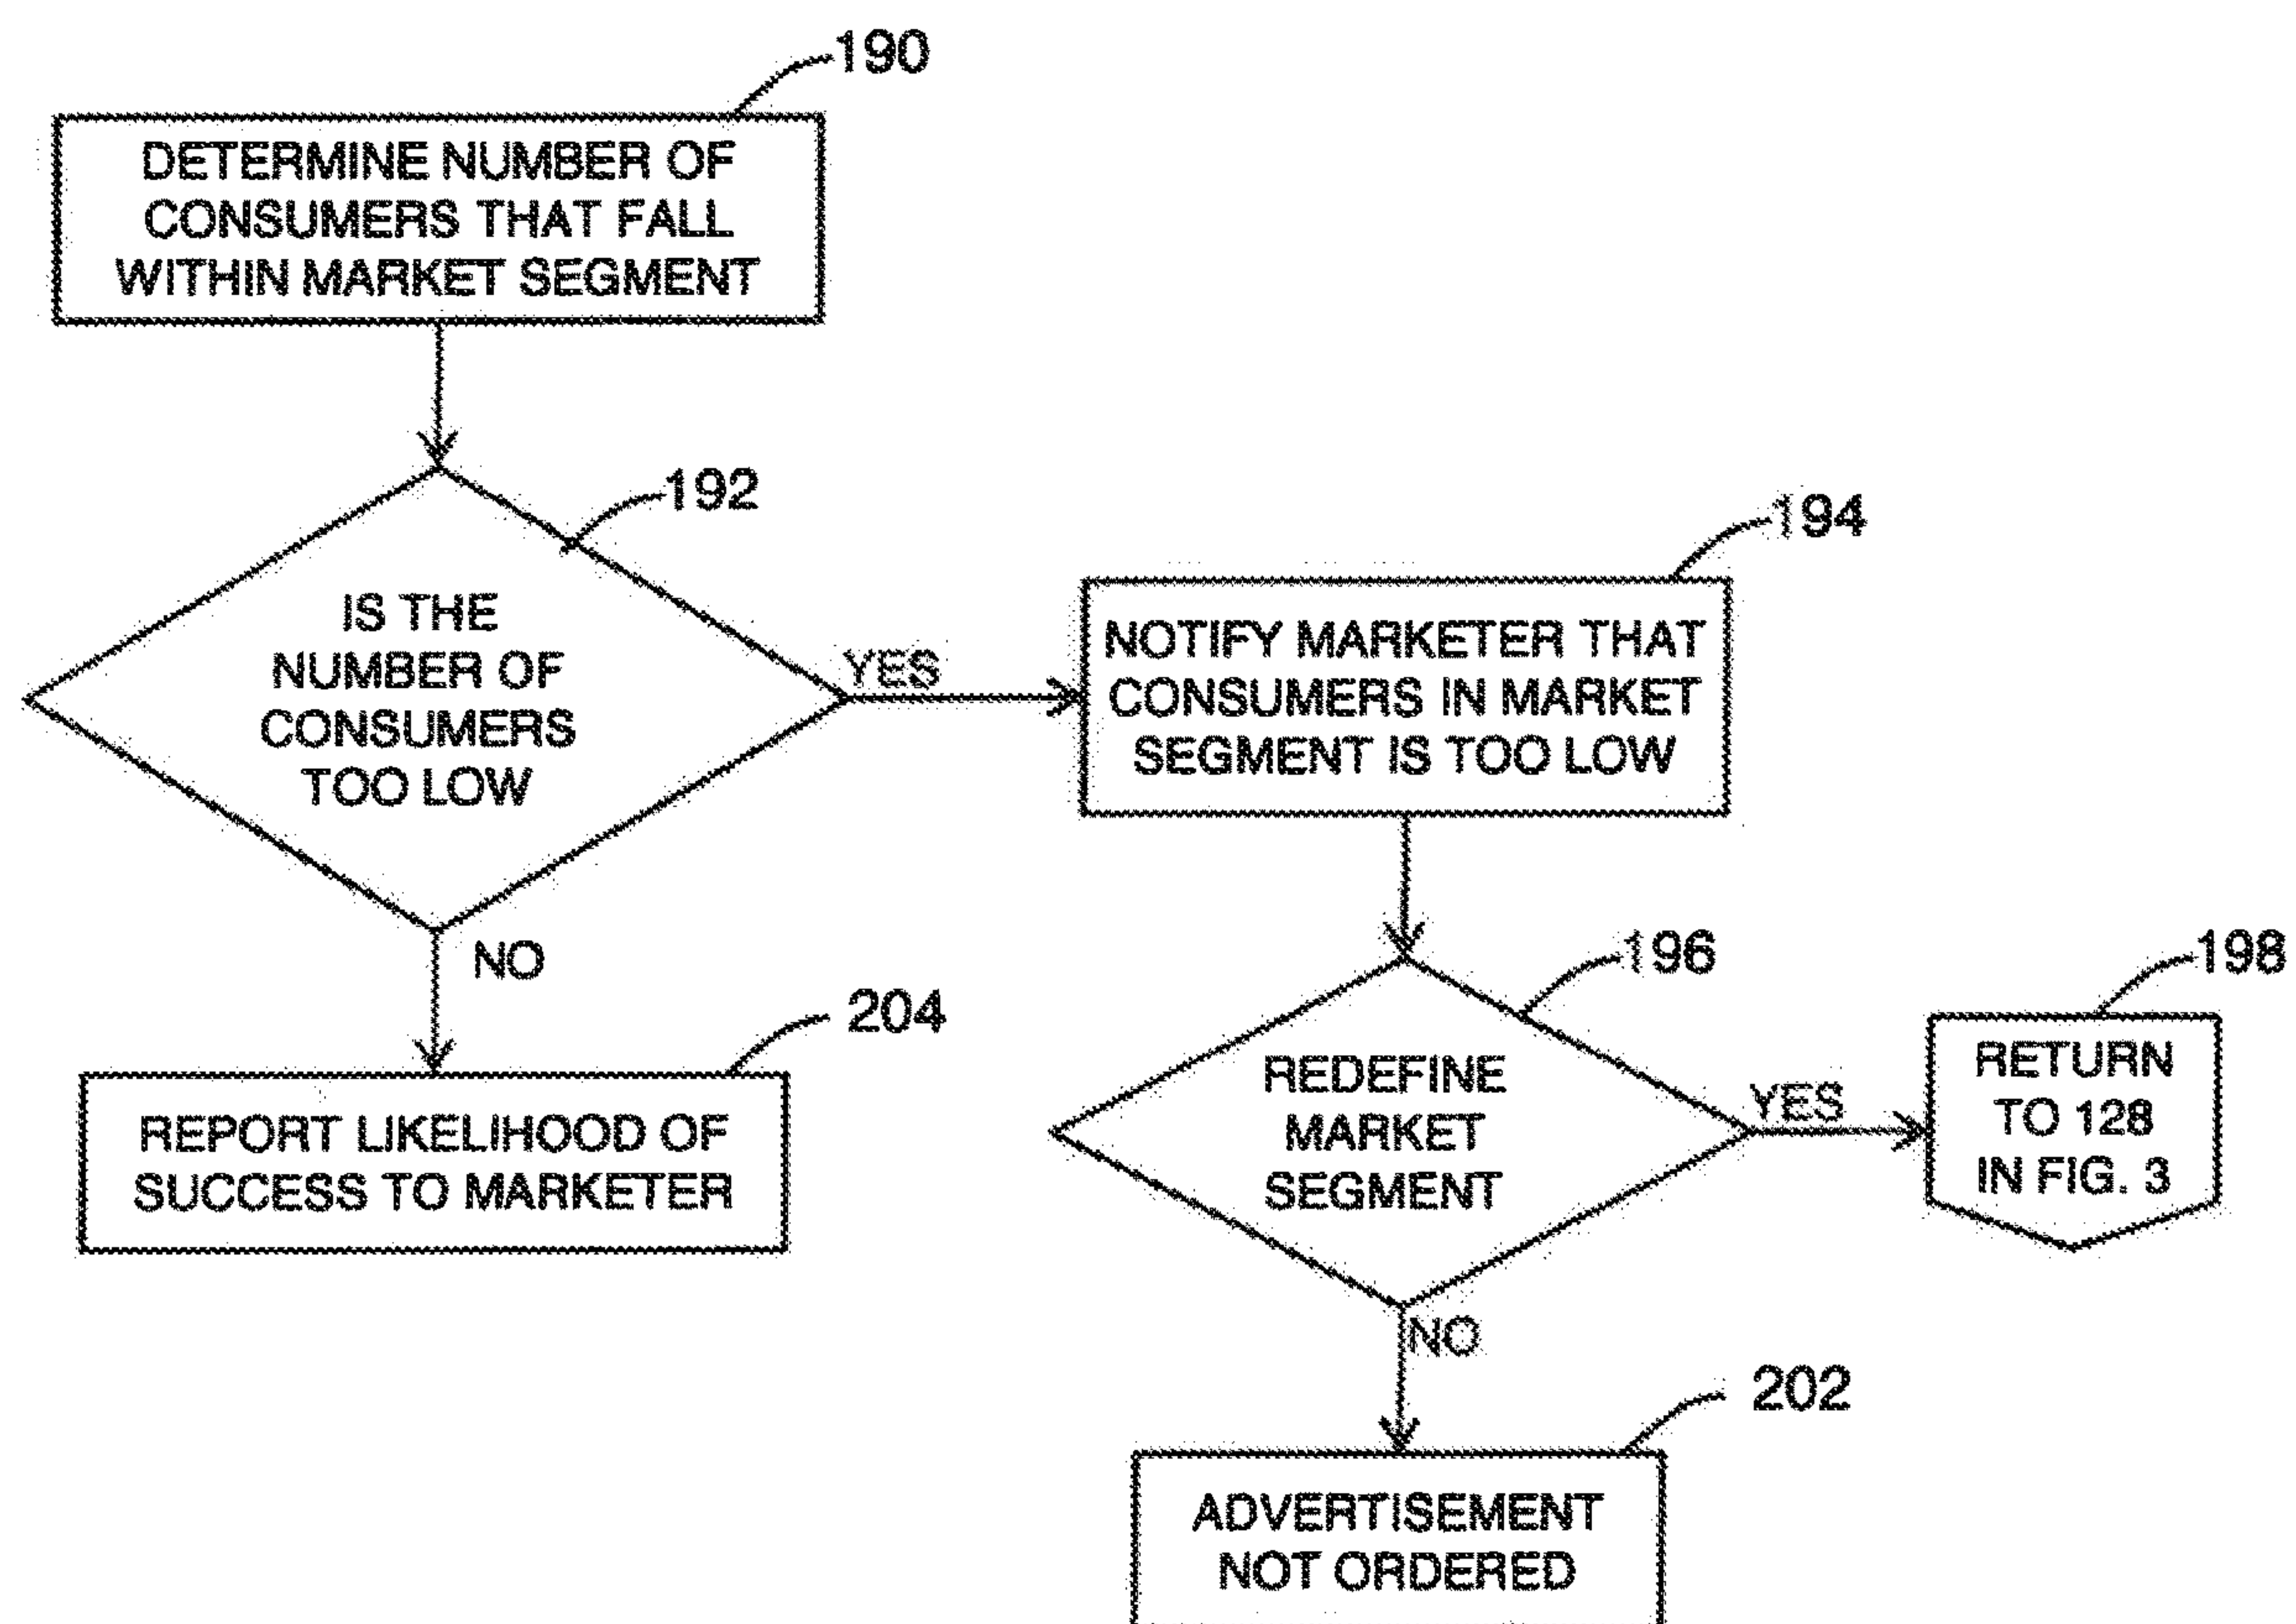 190
DETERMINE NUMBER OF
CONSUMERS THAT FALL
WITHIN MARKET SEGMENT
192
IS THE
NUMBER OF
CONSUMERS
TOO LOW
YES
194
NOTIFY MARKETER THAT
CONSUMERS IN MARKET
SEGMENT IS TOO LOW
NO
204
REPORT LIKELIHOOD OF
SUCCESS TO MARKETER
196
REDEFINE
MARKET
SEGMENT
YES
198
RETURN
TO 128
IN FIG. 3
NO
202
ADVERTISEMENT
NOT ORDERED